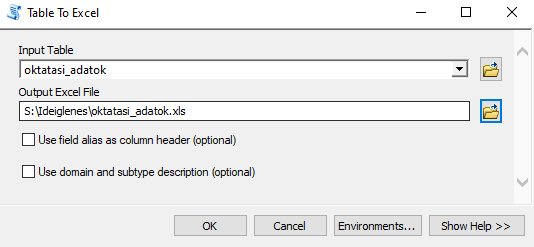 Table To Excel
Input Table
oktatasi_adatok
Output Excel File
S:\Ideiglenes\oktatasi_adatok.xls
Use field alias as column header (optional)
Use domain and subtype description (optional)
OK Cancel Environments... Show Help >>